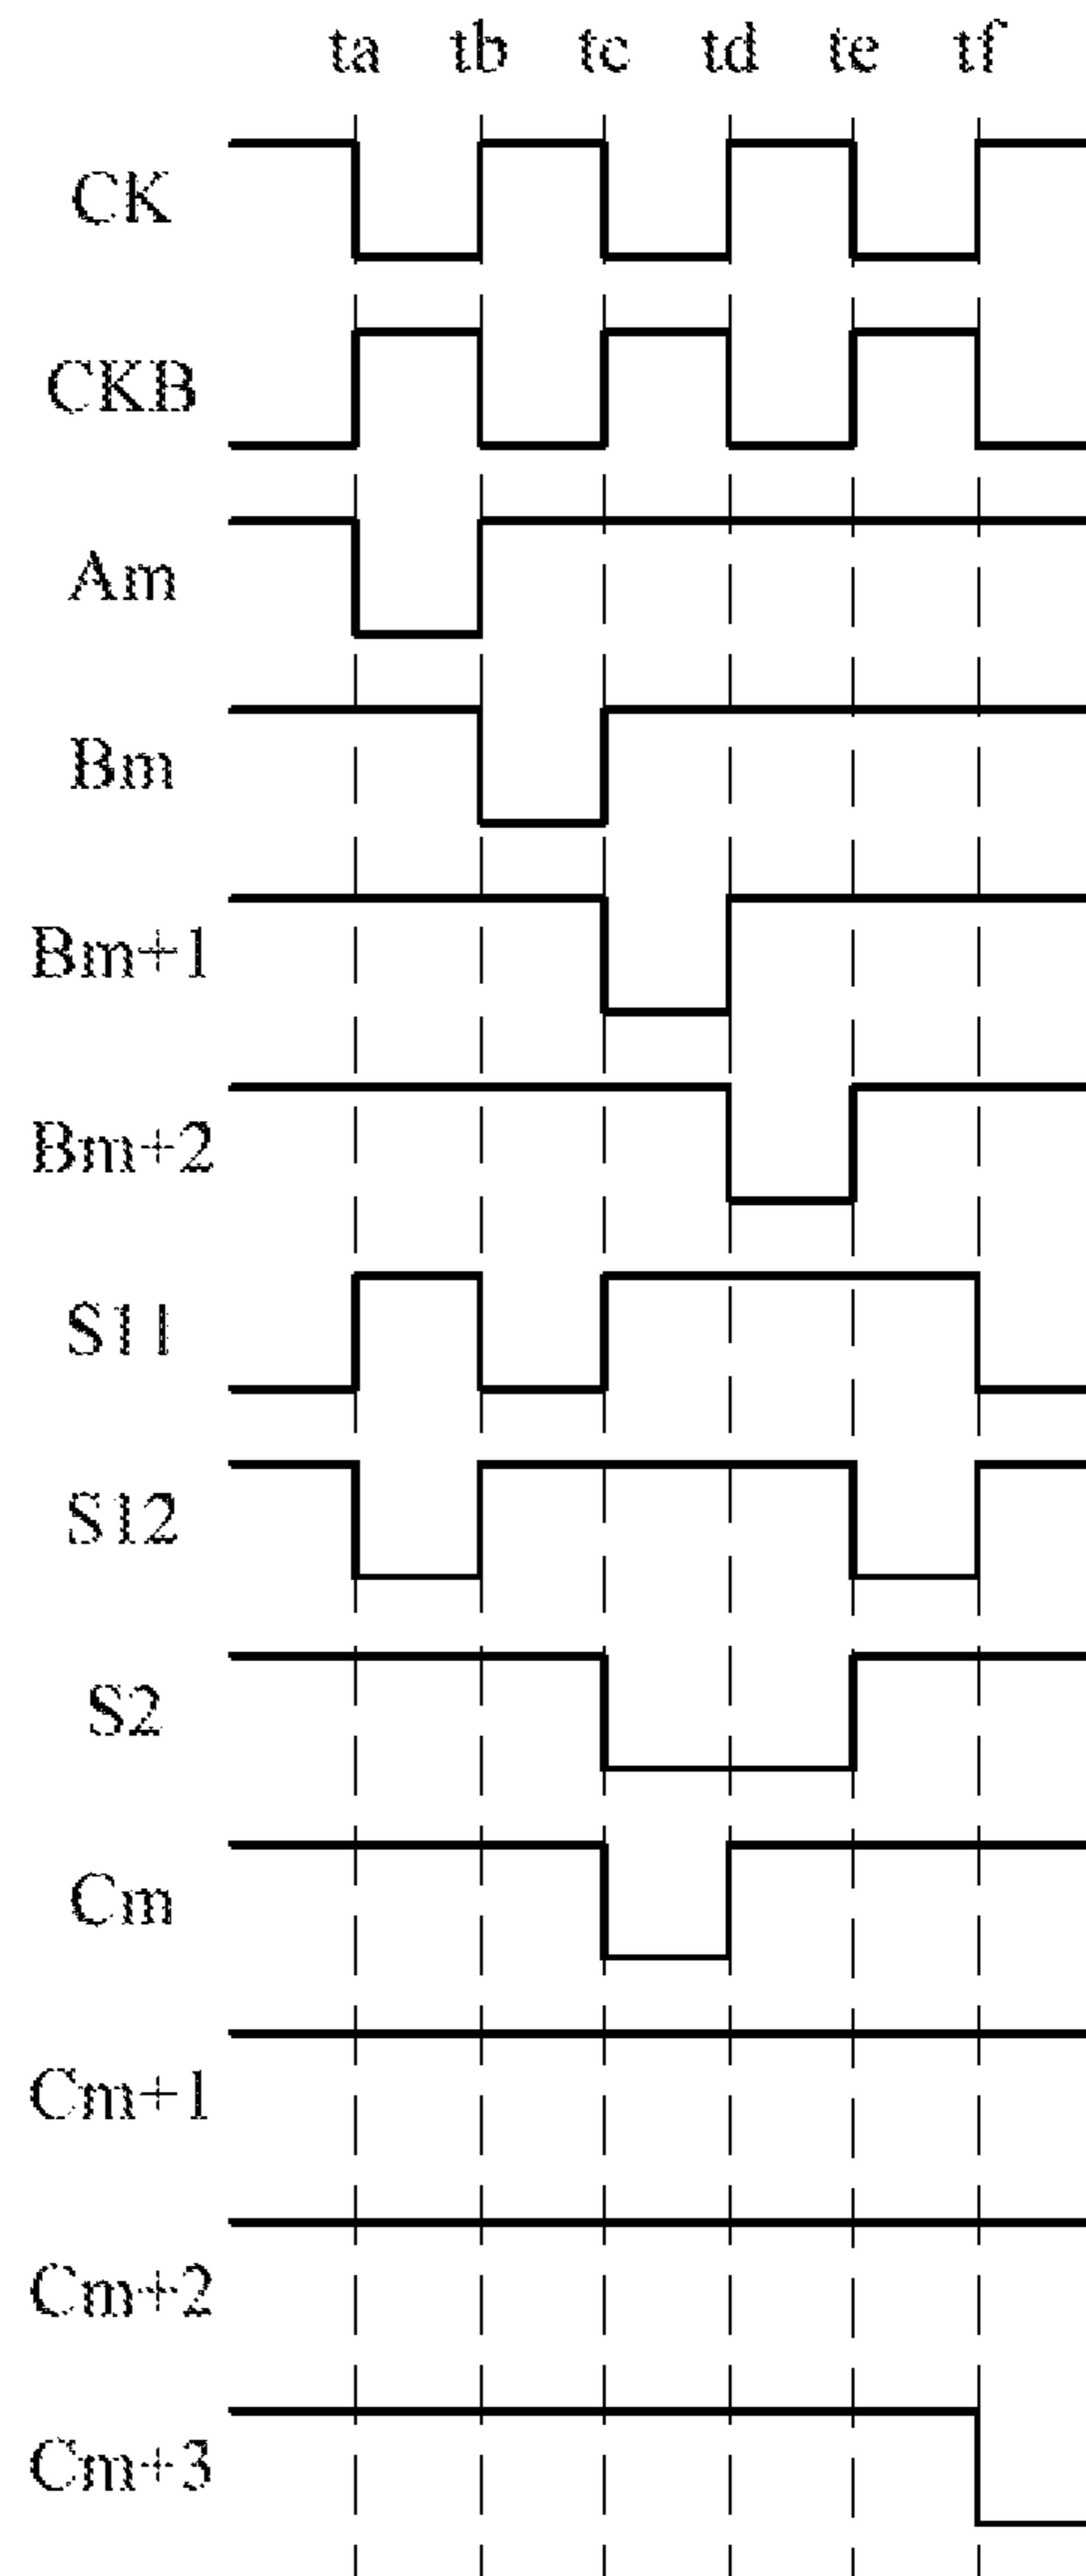 ta tb tc td te tf
CK
CKB
Am
Bm
Bm+1
Bm+2
S11
S12
S2
Cm
Cm+1
Cm+2
Cm+3